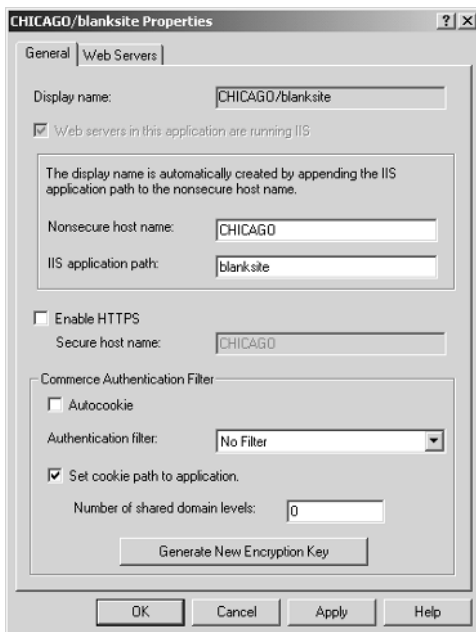 CHICAGO/blanksite Properties
General Web Servers
Display name: CHICAGO/blanksite
Web servers in this application are running IIS
The display name is automatically created by appending the IIS
application path to the nonsecure host name.
Nonsecure host name: CHICAGO
IIS application path: blanksite
Enable HTTPS
Secure host name: CHICAGO
Commerce Authentication Filter
Autocookie
Authentication filter: No Filter
Set cookie path to application.
Number of shared domain levels: 0
Generate New Encryption Key
OK Cancel Apply Help